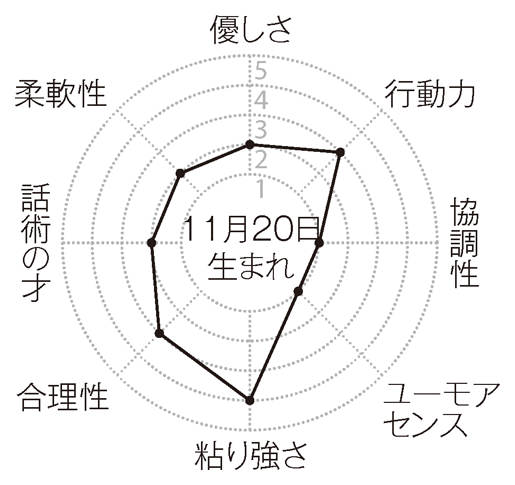 優しさ
行動力
協調性
ユーモア
センス
粘り強さ
合理性
話術の才
柔軟性
5
4
3
2
1
11月20日
生まれ